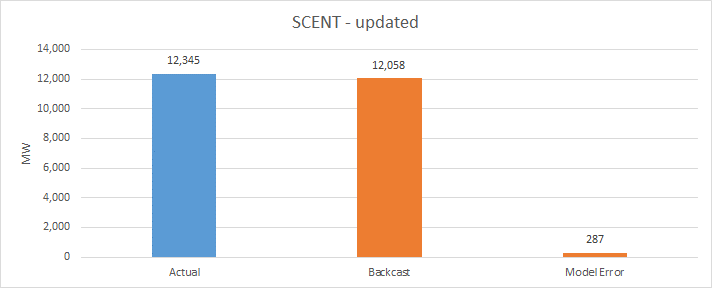 SCENT - updated
14,000
12,000
10,000
8,000
6,000
4,000
2,000
0
MW
12,345
12,058
287
Actual
Backcast
Model Error